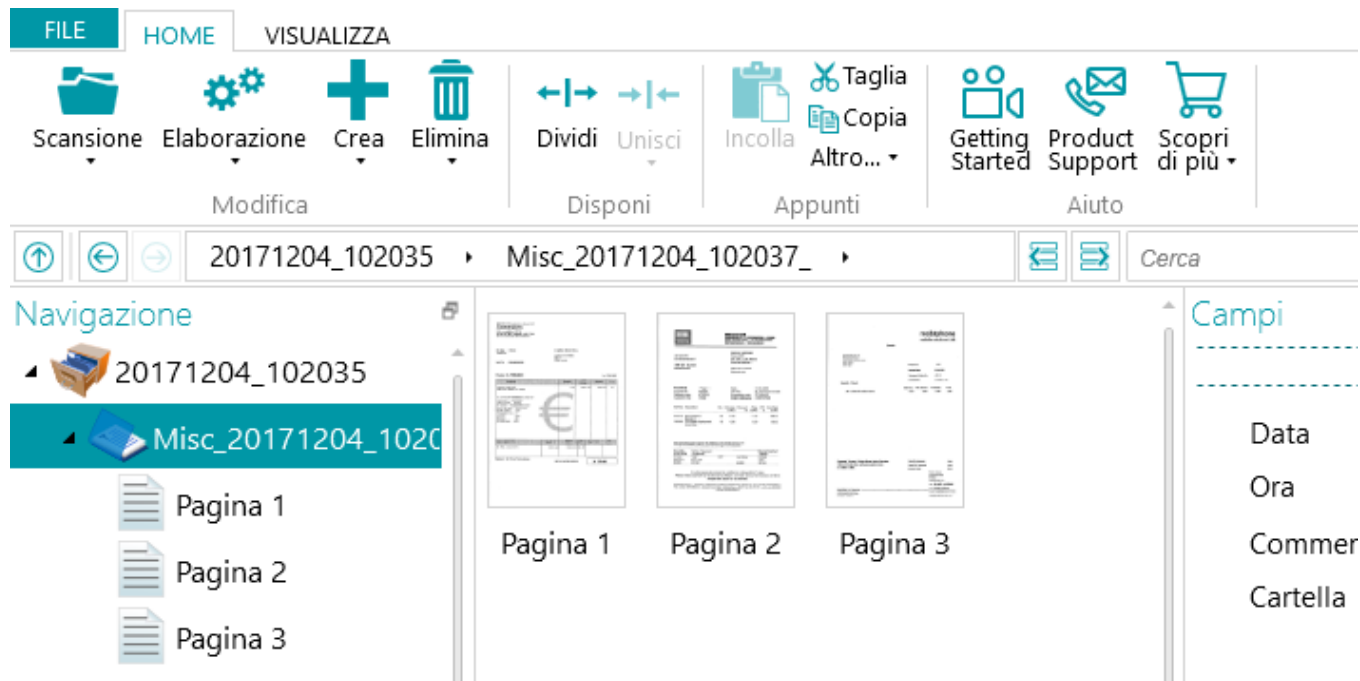 FILE HOME VISUALIZZA
Scansione Elaborazione Crea Elimina
Modifica
Dividi Unisci
Disponi
Incolla
Taglia
Copia
Altro...
Appunti
Getting Started
Product Support
Scopri di più
Aiuto
20171204_102035 Misc_20171204_102037_
Cerca
Navigazione
20171204_102035
Misc_20171204_102
Pagina 1
Pagina 2
Pagina 3
Pagina 1 Pagina 2 Pagina 3
Campi
Data
Ora
Commen
Cartella